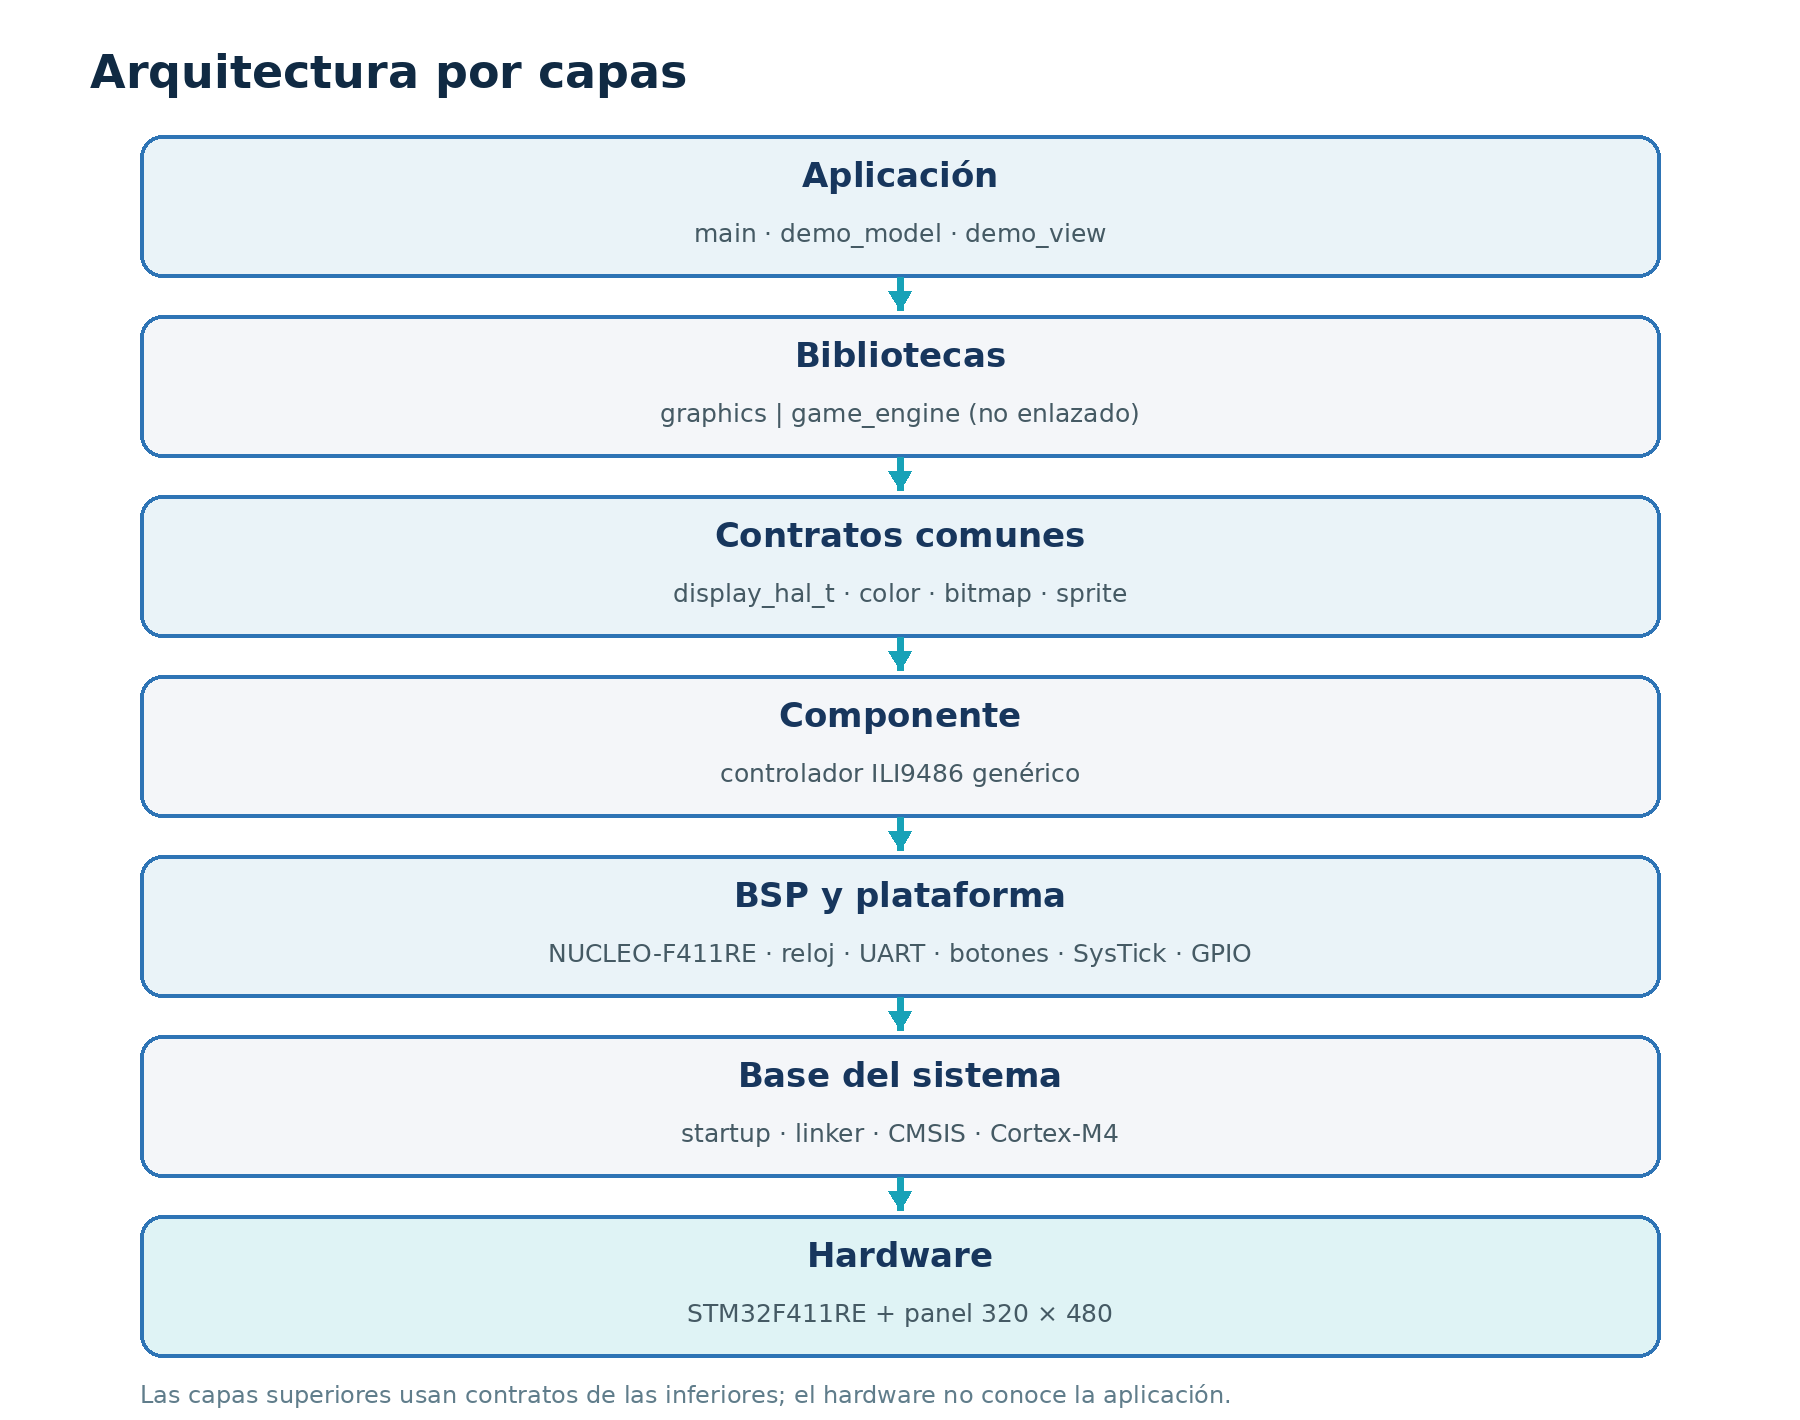 Arquitectura por capas
Aplicación
main · demo_model · demo_view
Bibliotecas
graphics | game_engine (no enlazado)
Contratos comunes
display_hal_t · color · bitmap · sprite
Componente
controlador ILI9486 genérico
BSP y plataforma
NUCLEO-F411RE · reloj · UART · botones · SysTick · GPIO
Base del sistema
startup · linker · CMSIS · Cortex-M4
Hardware
STM32F411RE + panel 320 × 480
Las capas superiores usan contratos de las inferiores; el hardware no conoce la aplicación.